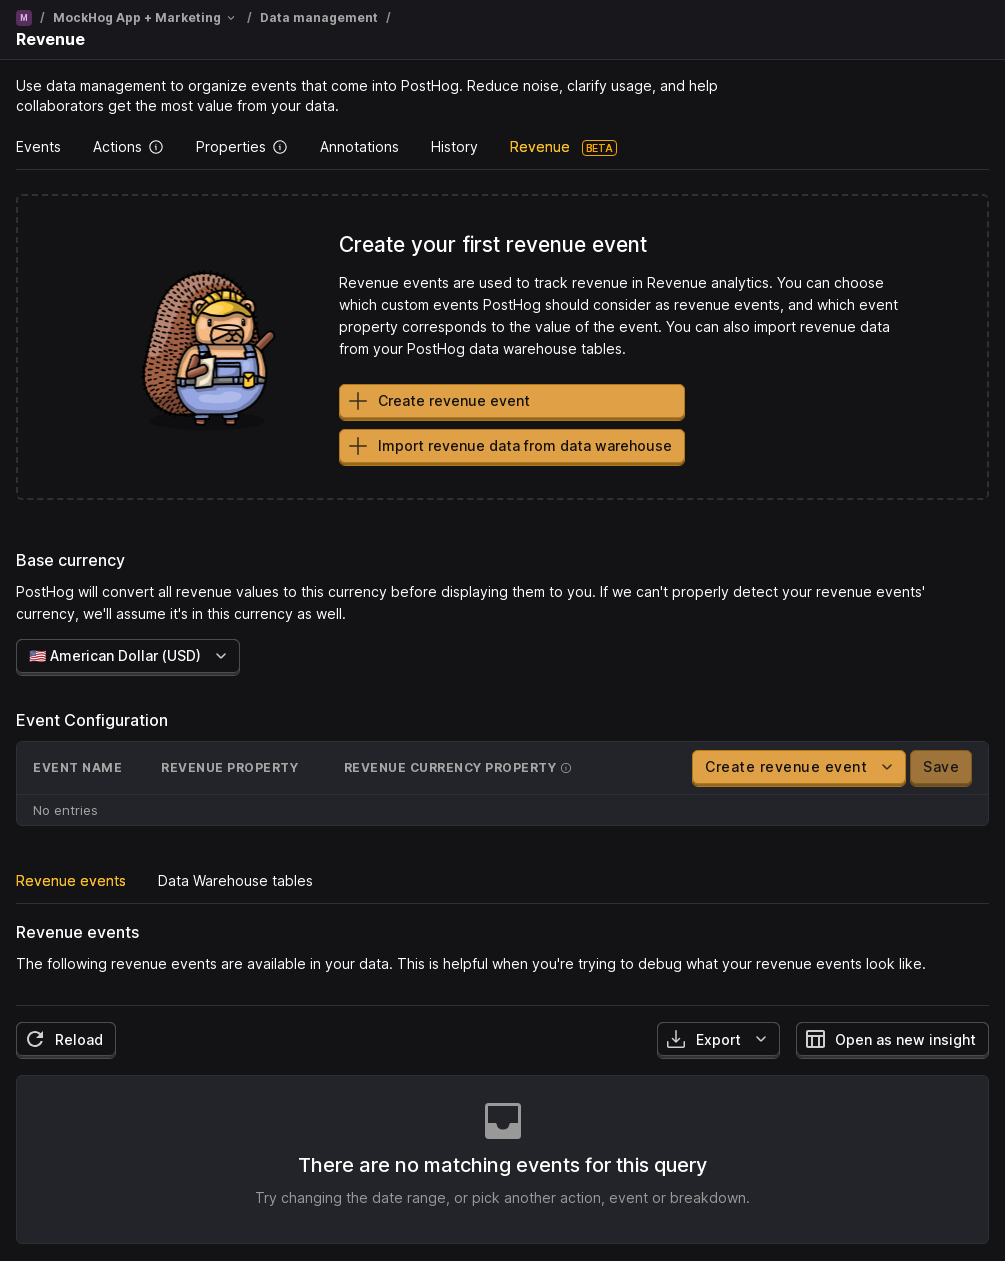 M / MockHog App + Marketing / Data management /
Revenue
Use data management to organize events that come into PostHog. Reduce noise, clarify usage, and help
collaborators get the most value from your data.
Events Actions Properties Annotations History Revenue BETA
Create your first revenue event
Revenue events are used to track revenue in Revenue analytics. You can choose
which custom events PostHog should consider as revenue events, and which event
property corresponds to the value of the event. You can also import revenue data
from your PostHog data warehouse tables.
Create revenue event
Import revenue data from data warehouse
Base currency
PostHog will convert all revenue values to this currency before displaying them to you. If we can't properly detect your revenue events'
currency, we'll assume it's in this currency as well.
🇺🇸 American Dollar (USD)
Event Configuration
EVENT NAME REVENUE PROPERTY REVENUE CURRENCY PROPERTY Create revenue event Save
No entries
Revenue events Data Warehouse tables
Revenue events
The following revenue events are available in your data. This is helpful when you're trying to debug what your revenue events look like.
Reload Export Open as new insight
There are no matching events for this query
Try changing the date range, or pick another action, event or breakdown.